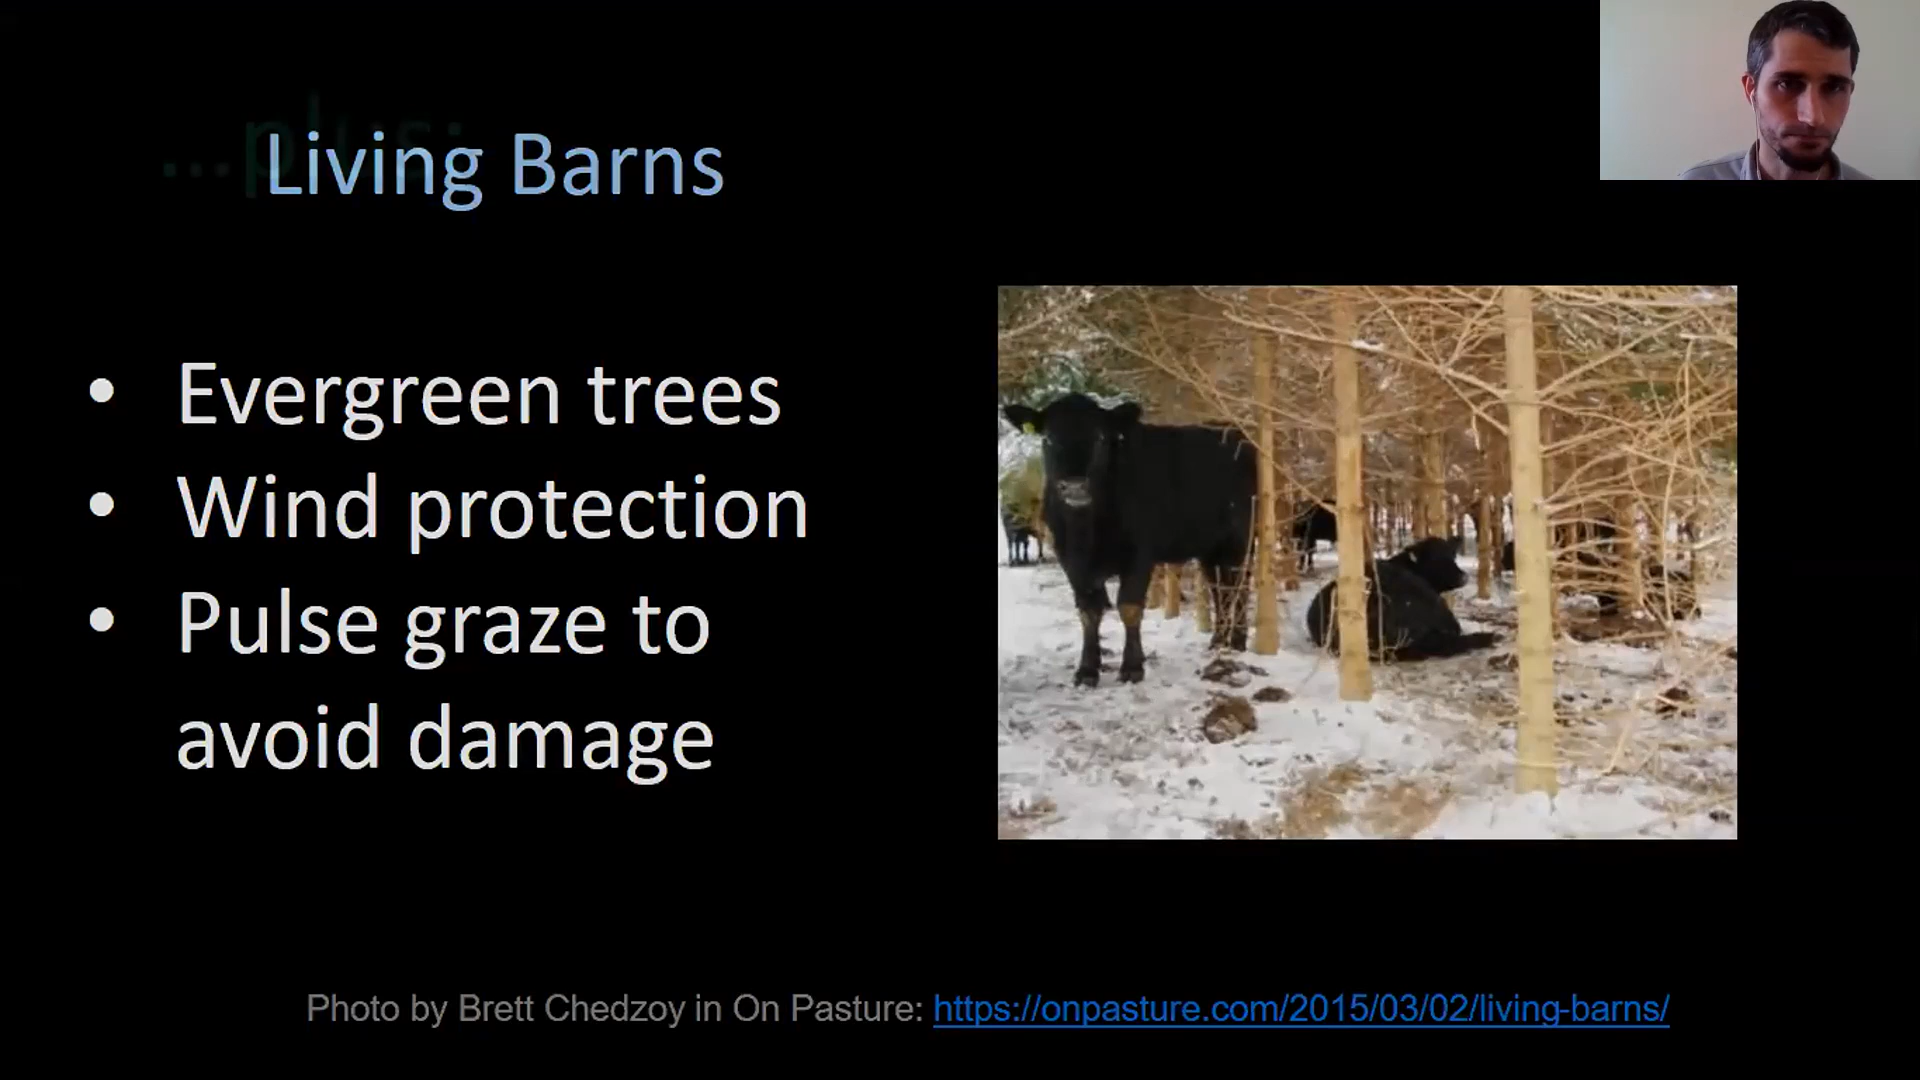 ...plus:
Living Barns
• Evergreen trees
• Wind protection
• Pulse graze to
avoid damage
Photo by Brett Chedzoy in On Pasture: https://onpasture.com/2015/03/02/living-barns/